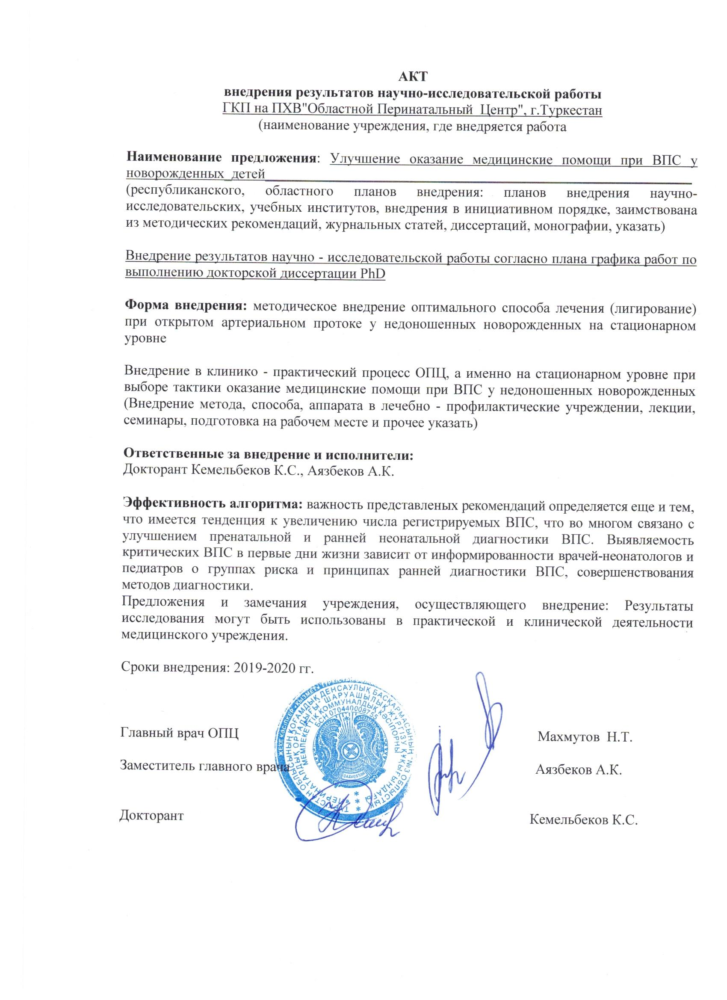 АКТ
внедрения результатов научно-исследовательской работы
ГКП на ПХВ"Областной Перинатальный  Центр", г.Туркестан
(наименование учреждения, где внедряется работа
Наименование предложения: Улучшение оказание медицинские помощи при ВПС у
новорожденных_детей
(республиканского, областного планов внедрения: планов внедрения научно-
исследовательских, учебных институтов, внедрения в инициативном порядке, заимствована
из методических рекомендаций, журнальных статей, диссертаций, монографии, указать)
Внедрение результатов научно - исследовательской работы согласно плана графика работ по
выполнению докторской диссертации PhD
Форма внедрения: методическое внедрение оптимального способа лечения (лигирование)
при открытом артериальном протоке у недоношенных новорожденных на стационарном
уровне
Внедрение в клинико - практический процесс ОПЦ, а именно на стационарном уровне при
выборе тактики оказание медицинские помощи при ВПС у недоношенных новорожденных
(Внедрение метода, способа, аппарата в лечебно - профилактические учреждении, лекции,
семинары, подготовка на рабочем месте и прочее указать)
Ответственные за внедрение и исполнители:
Докторант Кемельбеков К.С., Аязбеков А.К.
Эффективность алгоритма: важность представленых рекомендаций определяется еще и тем,
что имеется тенденция к увеличению числа регистрируемых ВПС, что во многом связано с
улучшением пренатальной и ранней неонатальной диагностики ВПС. Выявляемость
критических ВПС в первые дни жизни зависит от информированности врачей-неонатологов и
педиатров о группах риска и принципах ранней диагностики ВПС, совершенствования
методов диагностики.
Предложения и замечания учреждения, осуществляющего внедрение: Результаты
исследования могут быть использованы в практической и клинической деятельности
медицинского учреждения.
Сроки внедрения: 2019-2020 гг.
ТҮРКІСТАН ОБЛЫСЫНЫҢ ҚОҒАМДЫҚ ДЕНСАУЛЫҚ БАСҚАРМАСЫНЫҢ "№3 ОБЛЫСТЫҚ
ПЕРИНАТАЛДЫҚ ОРТАЛЫҒЫ" ШАРУАШЫЛЫҚ ЖҮРГІЗУ ҚҰҚЫҒЫНДАҒЫ
МЕМЛЕКЕТТІК КОММУНАЛДЫҚ КӘСІПОРНЫ
БСН 070440008755
QAZAQSTAN
Главный врач ОПЦ Махмутов  Н.Т.
Заместитель главного врача Аязбеков А.К.
Докторант Кемельбеков К.С.